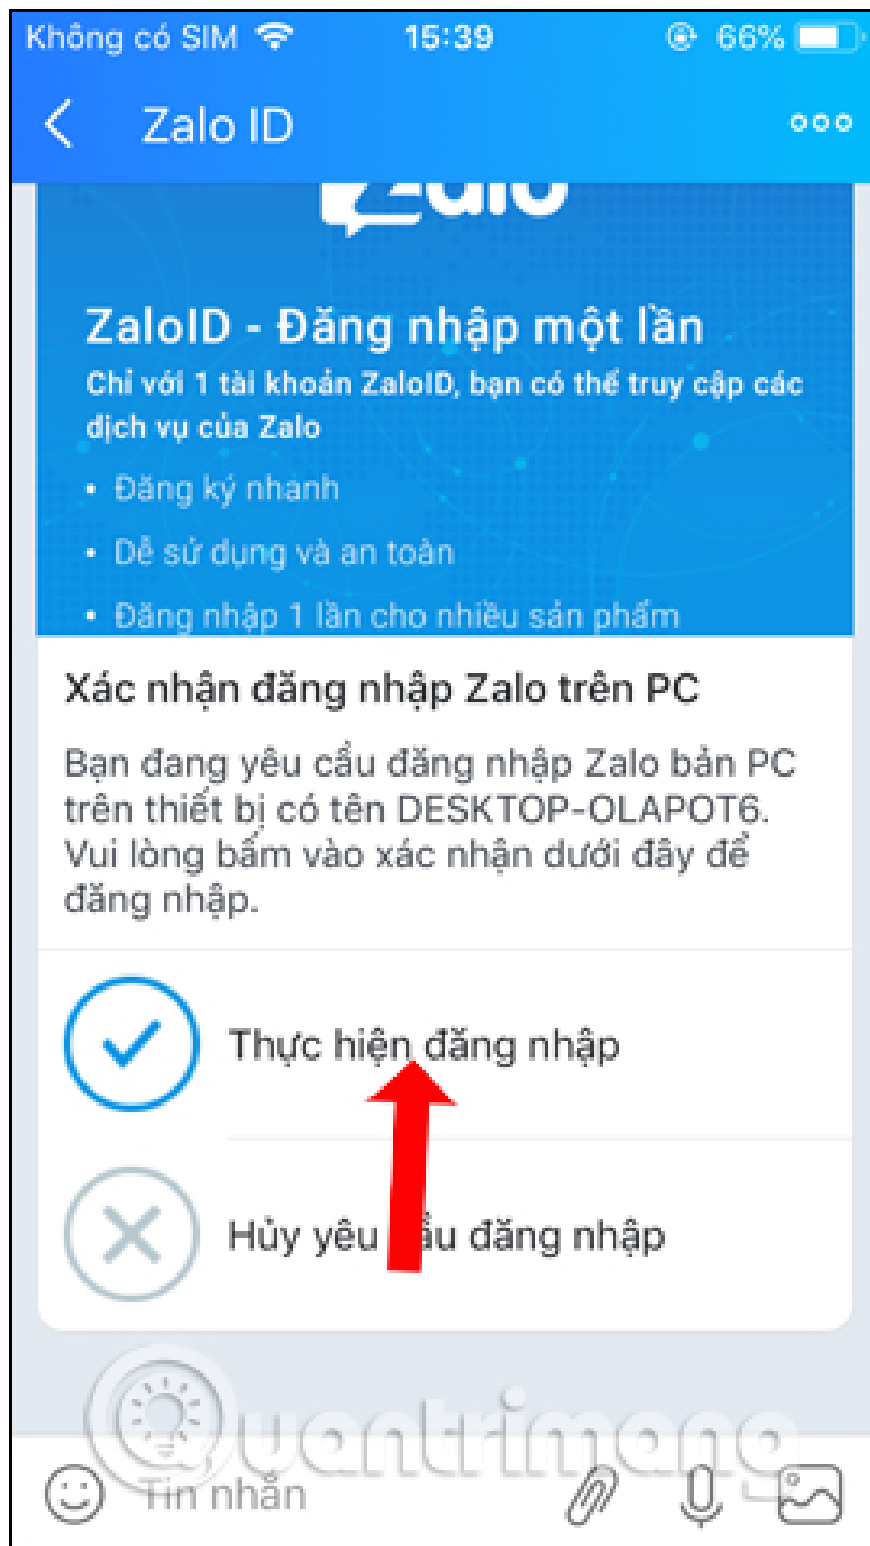 Không có SIM 15:39 66%
Zalo ID
Zalo
ZaloID - Đăng nhập một lần
Chỉ với 1 tài khoản ZaloID, bạn có thể truy cập các
dịch vụ của Zalo
• Đăng ký nhanh
• Dễ sử dụng và an toàn
• Đăng nhập 1 lần cho nhiều sản phẩm
Xác nhận đăng nhập Zalo trên PC
Bạn đang yêu cầu đăng nhập Zalo bản PC
trên thiết bị có tên DESKTOP-OLAPOT6.
Vui lòng bấm vào xác nhận dưới đây để
đăng nhập.
Thực hiện đăng nhập
Hủy yêu cầu đăng nhập
Quantrimang
Tin nhắn